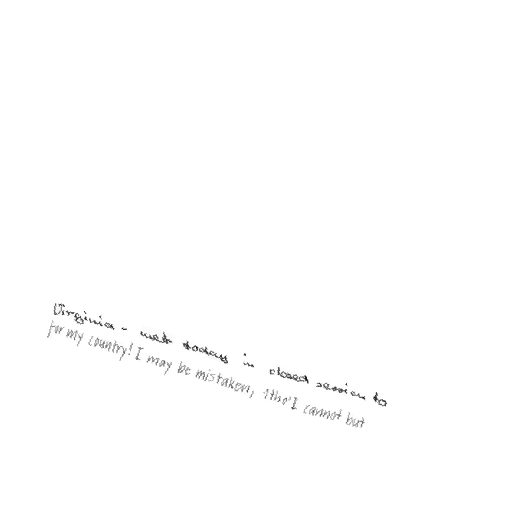 Virginia - met today in closed session to
for my country! I may be mistaken, 'tho' I cannot but